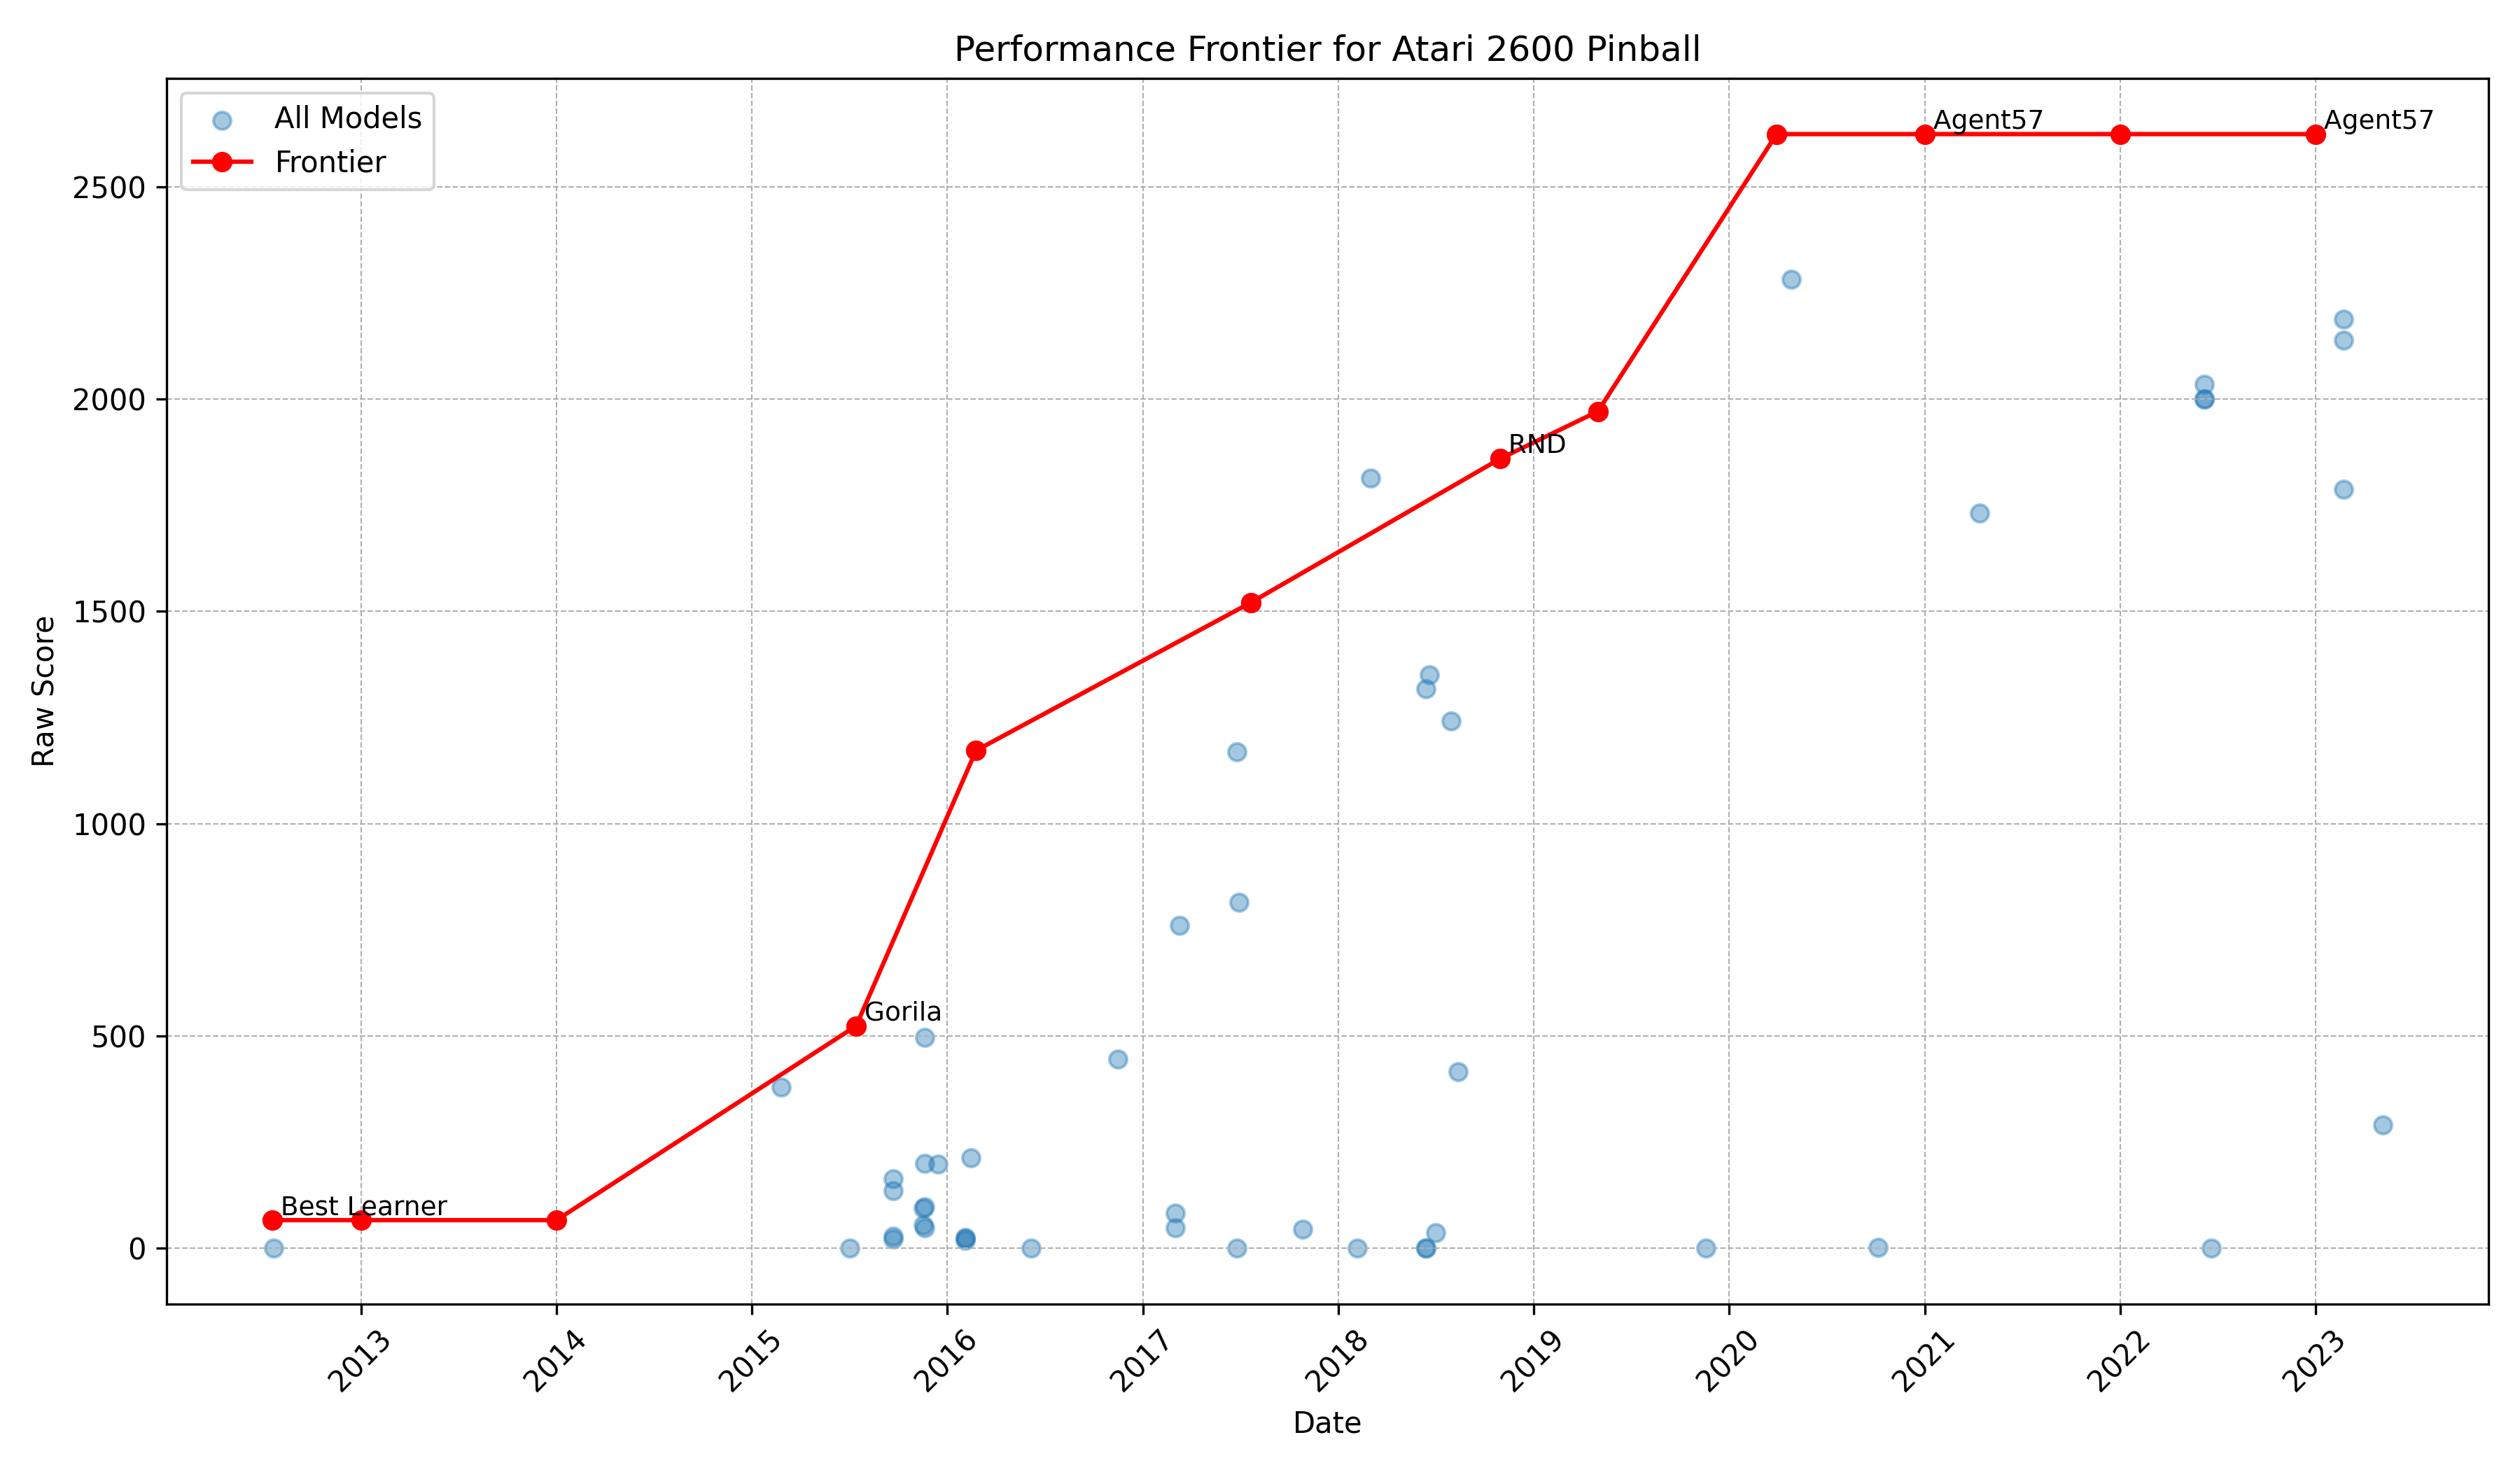 Performance Frontier for Atari 2600 Pinball
All Models
Frontier
Agent57
Agent57
RND
Gorila
Best Learner
Raw Score
2500
2000
1500
1000
500
0
2013
2014
2015
2016
2017
2018
2019
2020
2021
2022
2023
Date